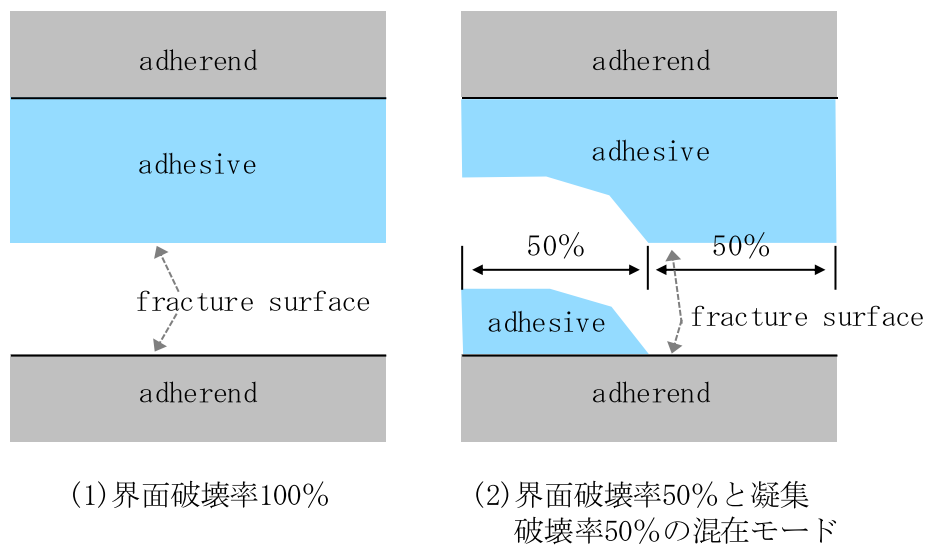 adherend
adhesive
fracture surface
adherend
(1)界面破壊率100%
adherend
adhesive
50%
50%
adhesive
fracture surface
adherend
(2)界面破壊率50%と凝集
破壊率50%の混在モード